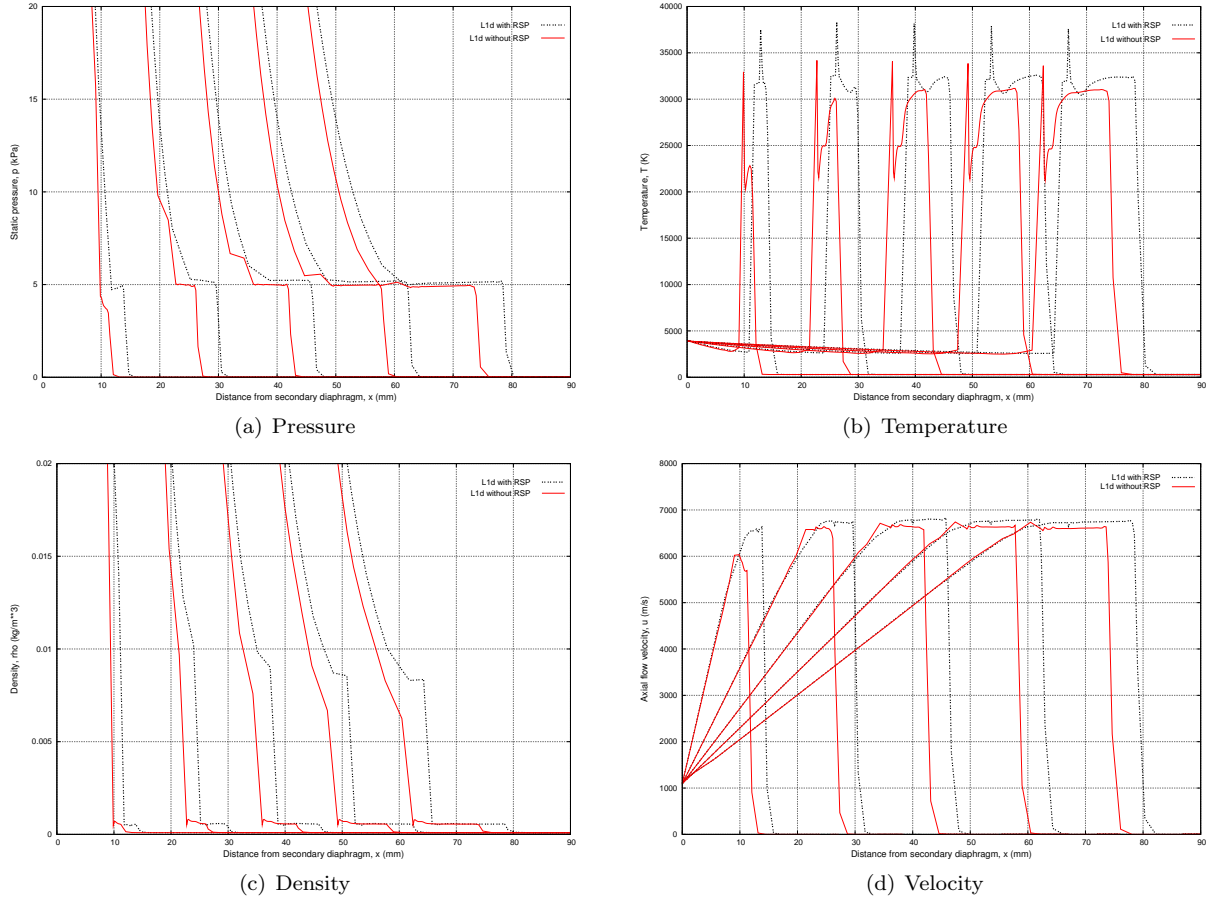 20
15
10
5
0
0 10 20 30 40 50 60 70 80 90
Static pressure, p (kPa)
Distance from secondary diaphragm, x (mm)
L1d with RSP
L1d without RSP
(a) Pressure
40000
35000
30000
25000
20000
15000
10000
5000
0
0 10 20 30 40 50 60 70 80 90
Temperature, T (K)
Distance from secondary diaphragm, x (mm)
L1d with RSP
L1d without RSP
(b) Temperature
0.02
0.015
0.01
0.005
0
0 10 20 30 40 50 60 70 80 90
Density, rho (kg/m**3)
Distance from secondary diaphragm, x (mm)
L1d with RSP
L1d without RSP
(c) Density
8000
7000
6000
5000
4000
3000
2000
1000
0
0 10 20 30 40 50 60 70 80 90
Axial flow velocity, u (m/s)
Distance from secondary diaphragm, x (mm)
L1d with RSP
L1d without RSP
(d) Velocity